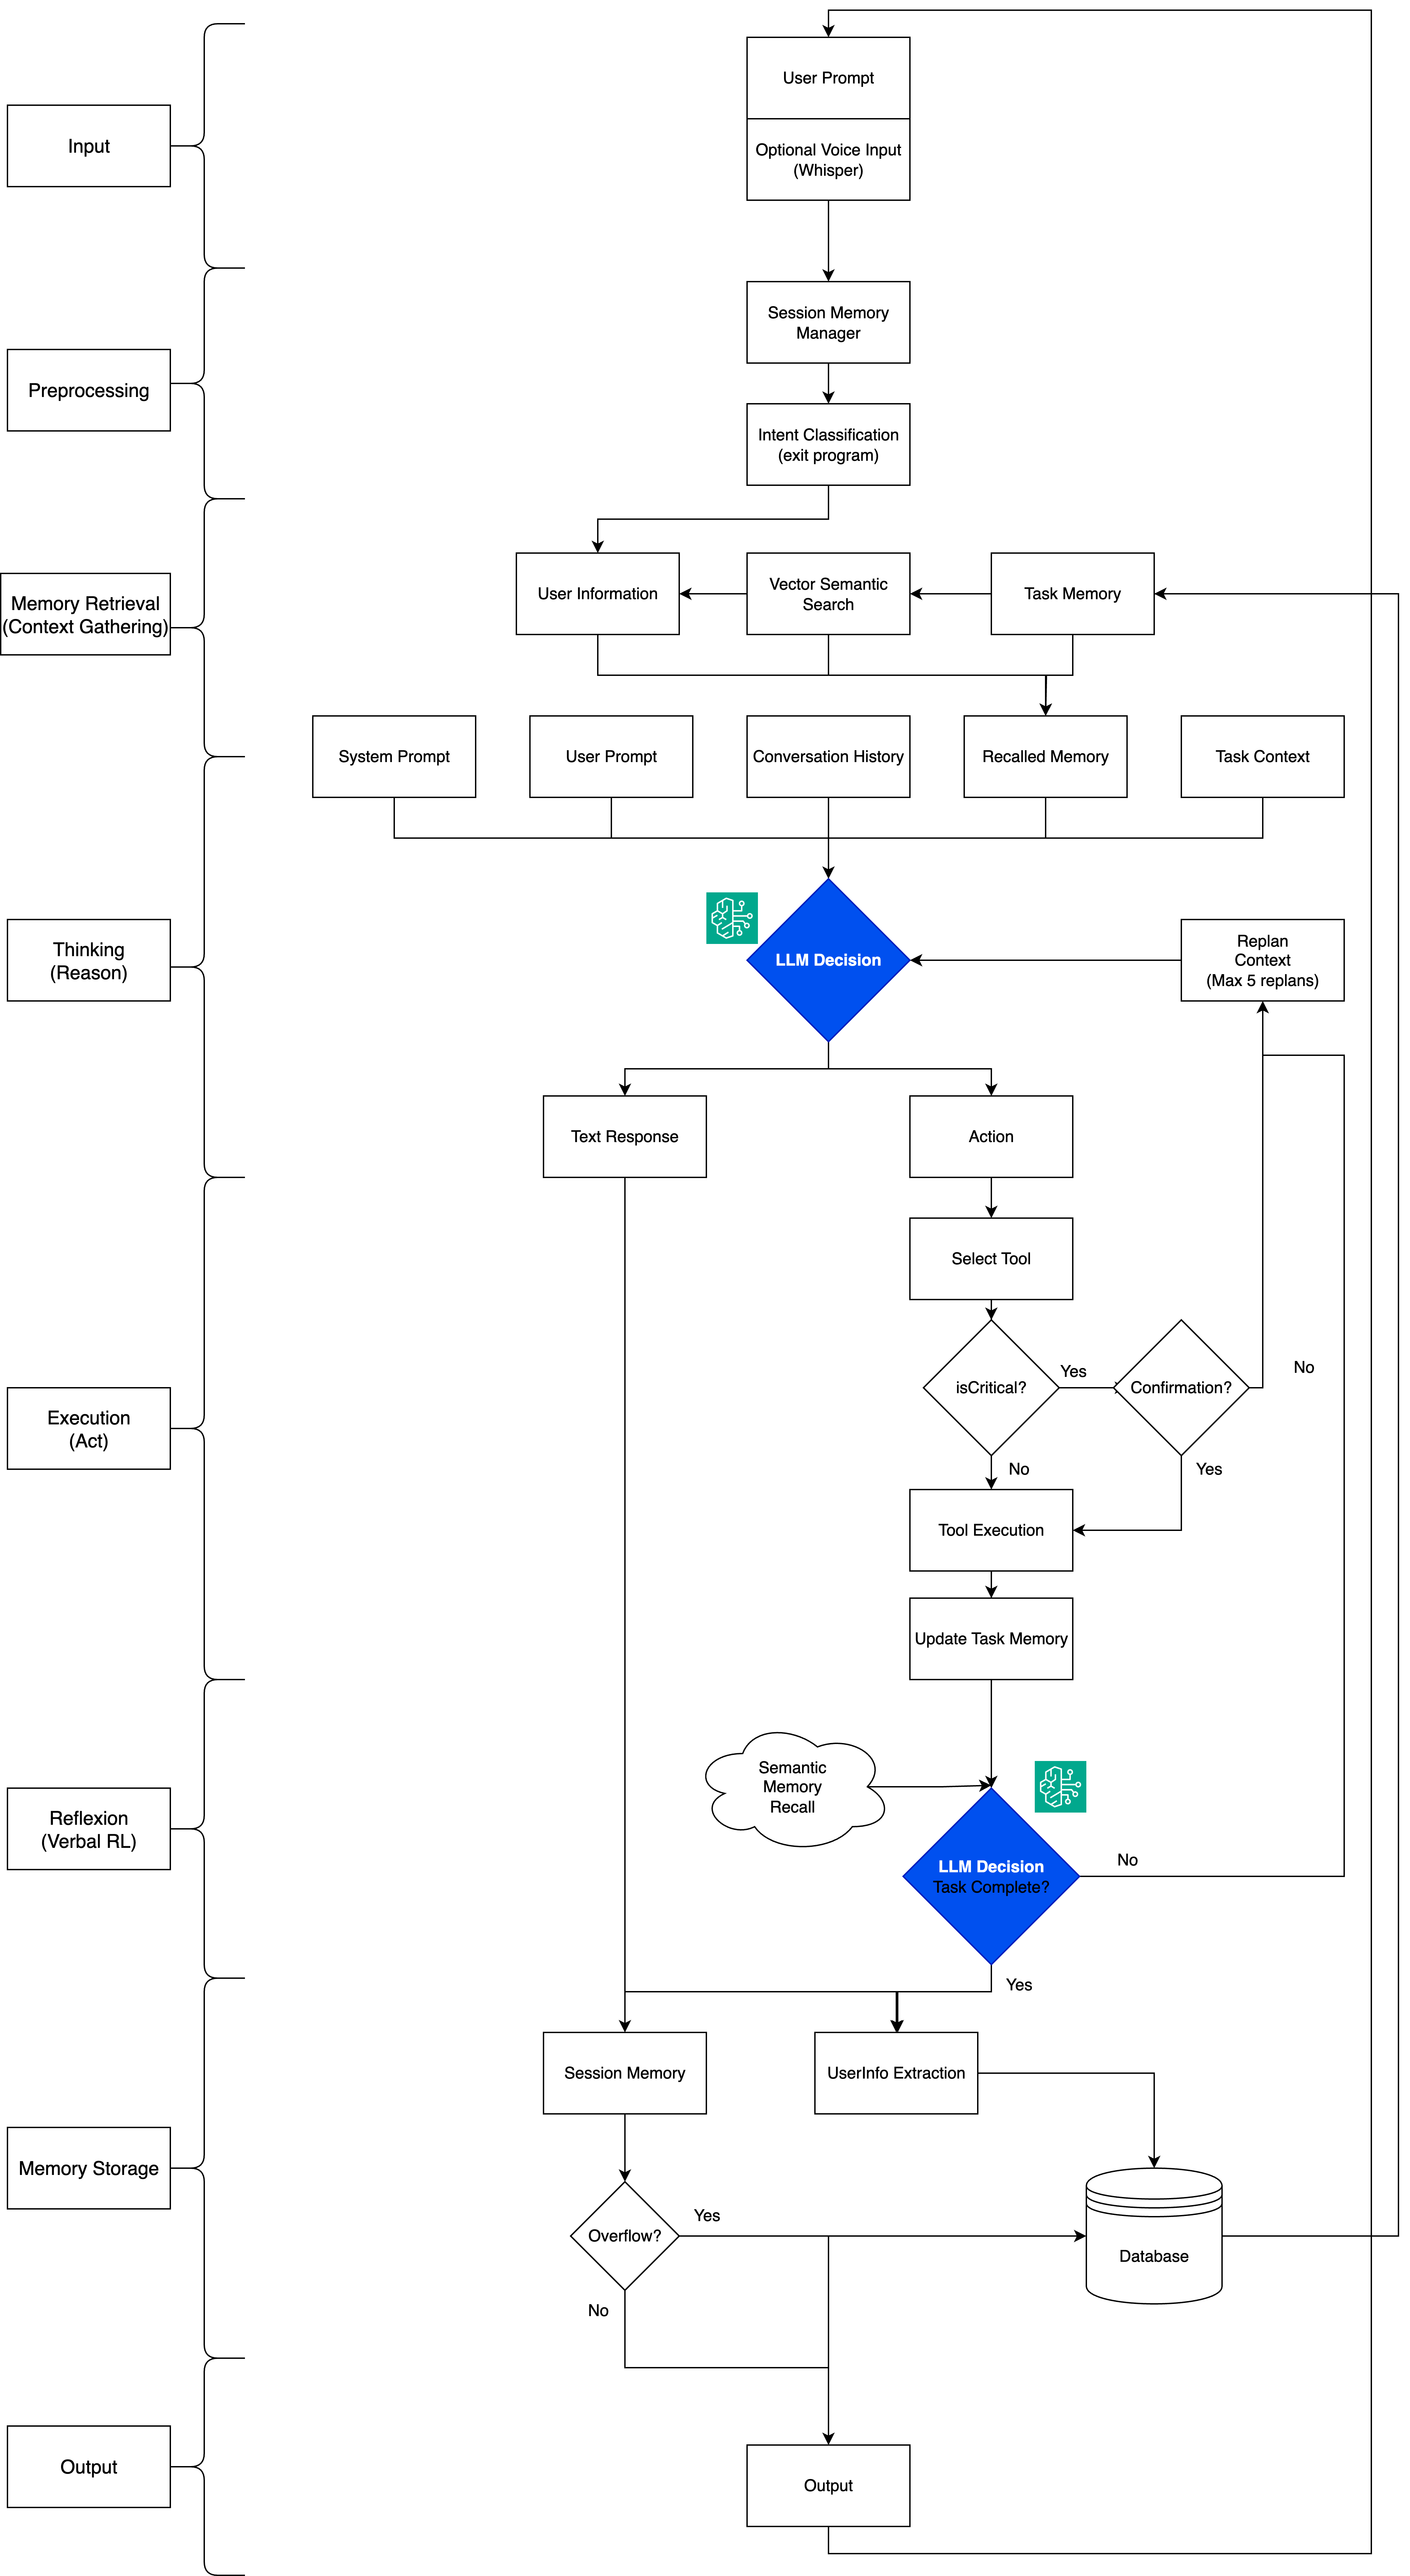 User Prompt
Input
Optional Voice Input
(Whisper)
Session Memory
Manager
Preprocessing
Intent Classification
(exit program)
Memory Retrieval
(Context Gathering)
User Information
Vector Semantic
Search
Task Memory
System Prompt
User Prompt
Conversation History
Recalled Memory
Task Context
Thinking
(Reason)
LLM Decision
Replan
Context
(Max 5 replans)
Text Response
Action
Select Tool
Execution
(Act)
isCritical?
Yes
Confirmation?
No
No
Yes
Tool Execution
Update Task Memory
Reflexion
(Verbal RL)
Semantic
Memory
Recall
LLM Decision
Task Complete?
No
Yes
Session Memory
UserInfo Extraction
Memory Storage
Overflow?
Yes
Database
No
Output
Output